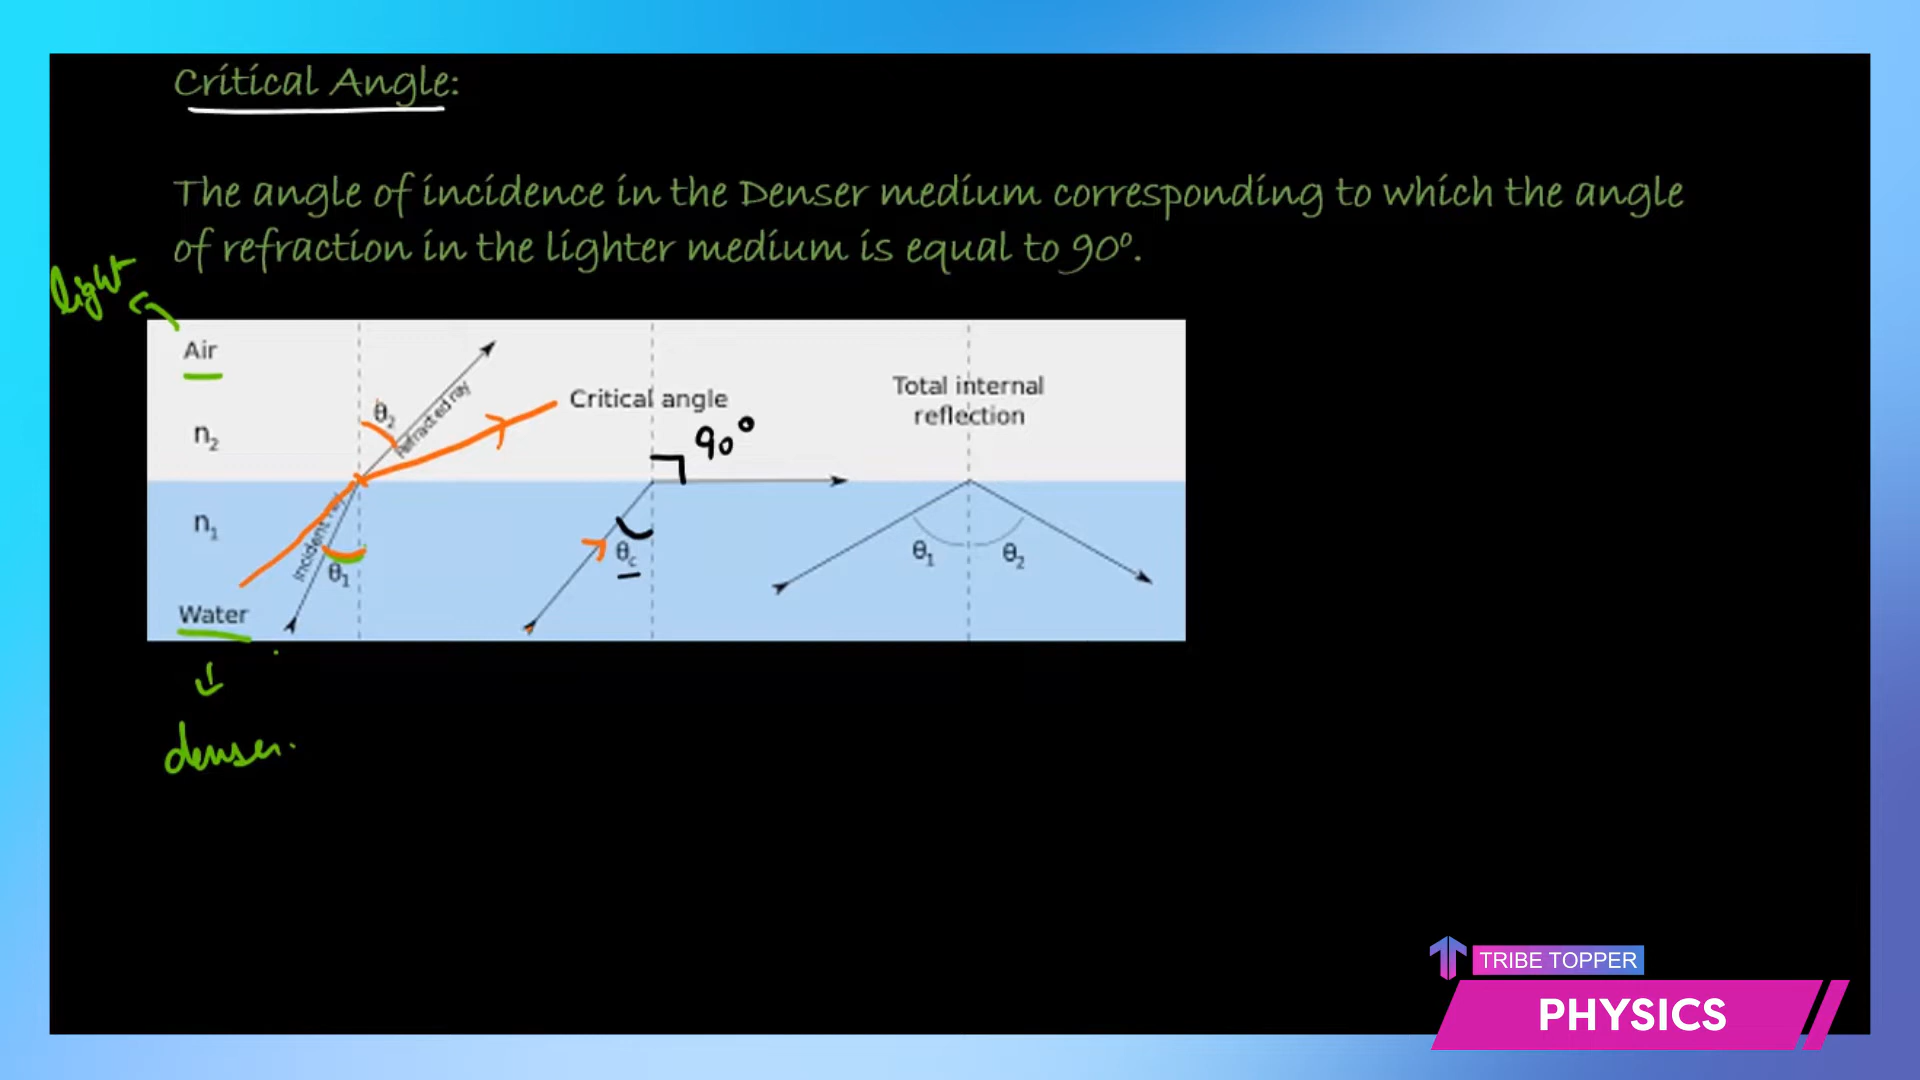 Critical Angle:
The angle of incidence in the Denser medium corresponding to which the angle
of refraction in the lighter medium is equal to 90°.
light
Air
n₂
θ₂
Refracted ray
Critical angle
90°
Total internal
reflection
n₁
Incident ray
θ₁
θc
θ₁
θ₂
Water
denser.
TRIBE TOPPER
PHYSICS